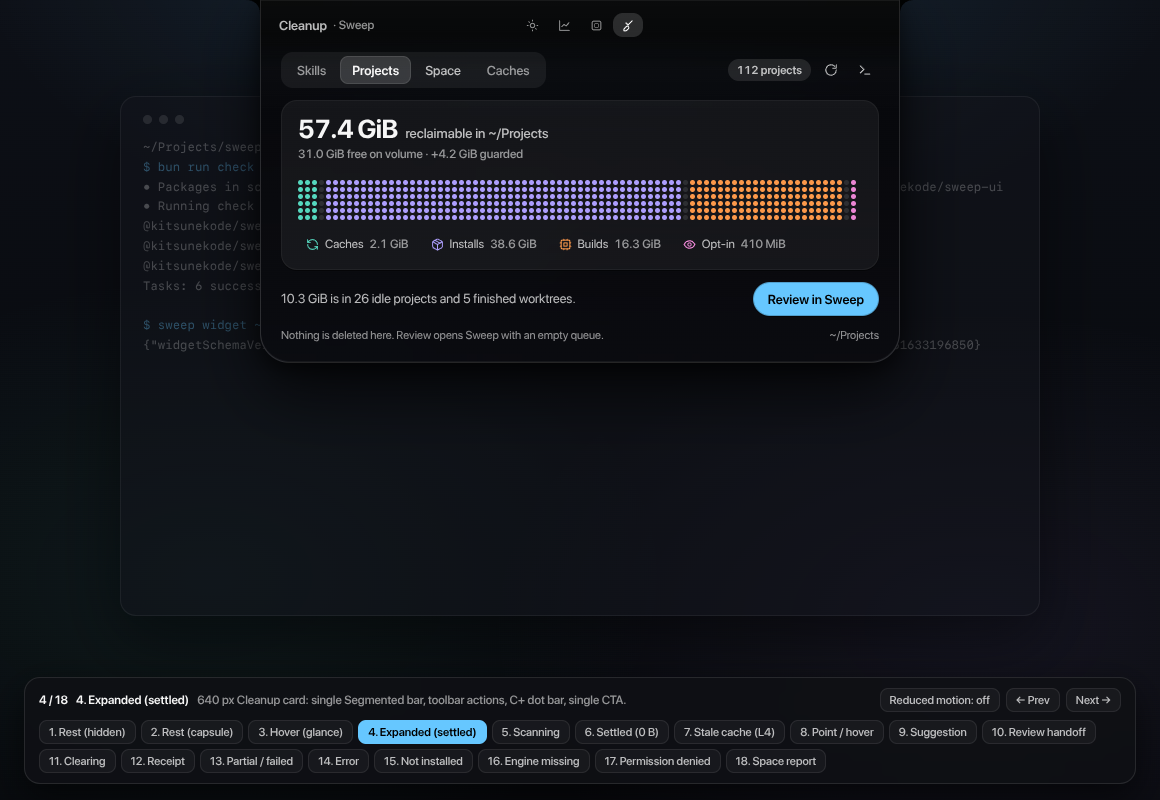 Cleanup · Sweep
Skills Projects Space Caches 112 projects
57.4 GiB reclaimable in ~/Projects
31.0 GiB free on volume · +4.2 GiB guarded
Caches 2.1 GiB Installs 38.6 GiB Builds 16.3 GiB Opt-in 410 MiB
10.3 GiB is in 26 idle projects and 5 finished worktrees. Review in Sweep
Nothing is deleted here. Review opens Sweep with an empty queue. ~/Projects
~/Projects/sweep
$ bun run check
• Packages in sc ekode/sweep-ui
• Running check
@kitsunekode/swe
@kitsunekode/swe
@kitsunekode/swe
Tasks: 6 success
$ sweep widget ~
{"widgetSchemaVe 1633196850}
4 / 18 4. Expanded (settled) 640 px Cleanup card: single Segmented bar, toolbar actions, C+ dot bar, single CTA. Reduced motion: off ← Prev Next →
1. Rest (hidden) 2. Rest (capsule) 3. Hover (glance) 4. Expanded (settled) 5. Scanning 6. Settled (0 B) 7. Stale cache (L4) 8. Point / hover 9. Suggestion 10. Review handoff
11. Clearing 12. Receipt 13. Partial / failed 14. Error 15. Not installed 16. Engine missing 17. Permission denied 18. Space report